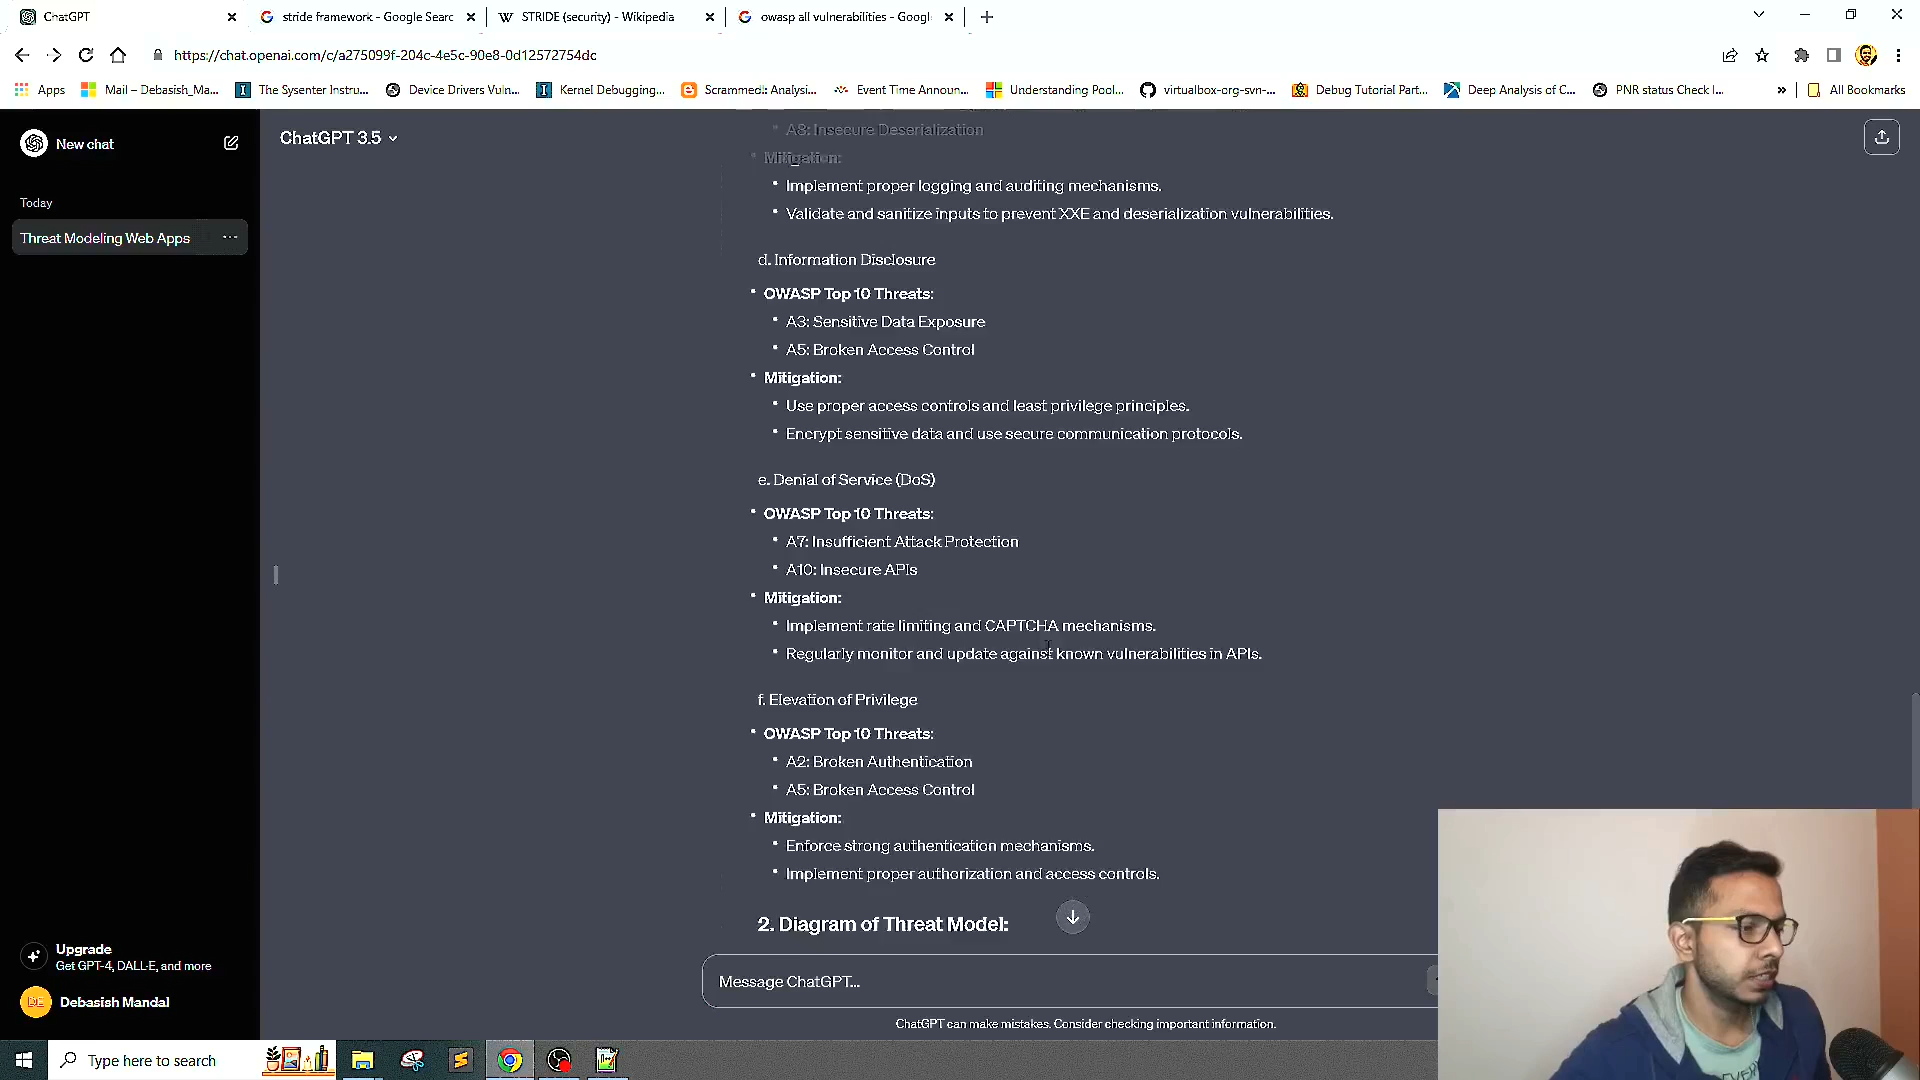 ChatGPT
stride framework - Google Searc
STRIDE (security) - Wikipedia
owasp all vulnerabilities - Googl
https://chat.openai.com/c/a275099f-204c-4e5c-90e8-0d12572754dc
Apps
Mail – Debasish_Ma...
The Sysenter Instru...
Device Drivers Vuln...
Kernel Debugging...
Scrammed: Analysi...
Event Time Announ...
Understanding Pool...
virtualbox-org-svn-...
Debug Tutorial Part...
Deep Analysis of C...
PNR status Check I...
»
All Bookmarks
New chat
Today
Threat Modeling Web Apps
ChatGPT 3.5
• A8: Insecure Deserialization
• Mitigation:
• Implement proper logging and auditing mechanisms.
• Validate and sanitize inputs to prevent XXE and deserialization vulnerabilities.
d. Information Disclosure
• OWASP Top 10 Threats:
• A3: Sensitive Data Exposure
• A5: Broken Access Control
• Mitigation:
• Use proper access controls and least privilege principles.
• Encrypt sensitive data and use secure communication protocols.
e. Denial of Service (DoS)
• OWASP Top 10 Threats:
• A7: Insufficient Attack Protection
• A10: Insecure APIs
• Mitigation:
• Implement rate limiting and CAPTCHA mechanisms.
• Regularly monitor and update against known vulnerabilities in APIs.
f. Elevation of Privilege
• OWASP Top 10 Threats:
• A2: Broken Authentication
• A5: Broken Access Control
• Mitigation:
• Enforce strong authentication mechanisms.
• Implement proper authorization and access controls.
2. Diagram of Threat Model:
Upgrade
Get GPT-4, DALL·E, and more
DE
Debasish Mandal
Message ChatGPT...
ChatGPT can make mistakes. Consider checking important information.
Type here to search